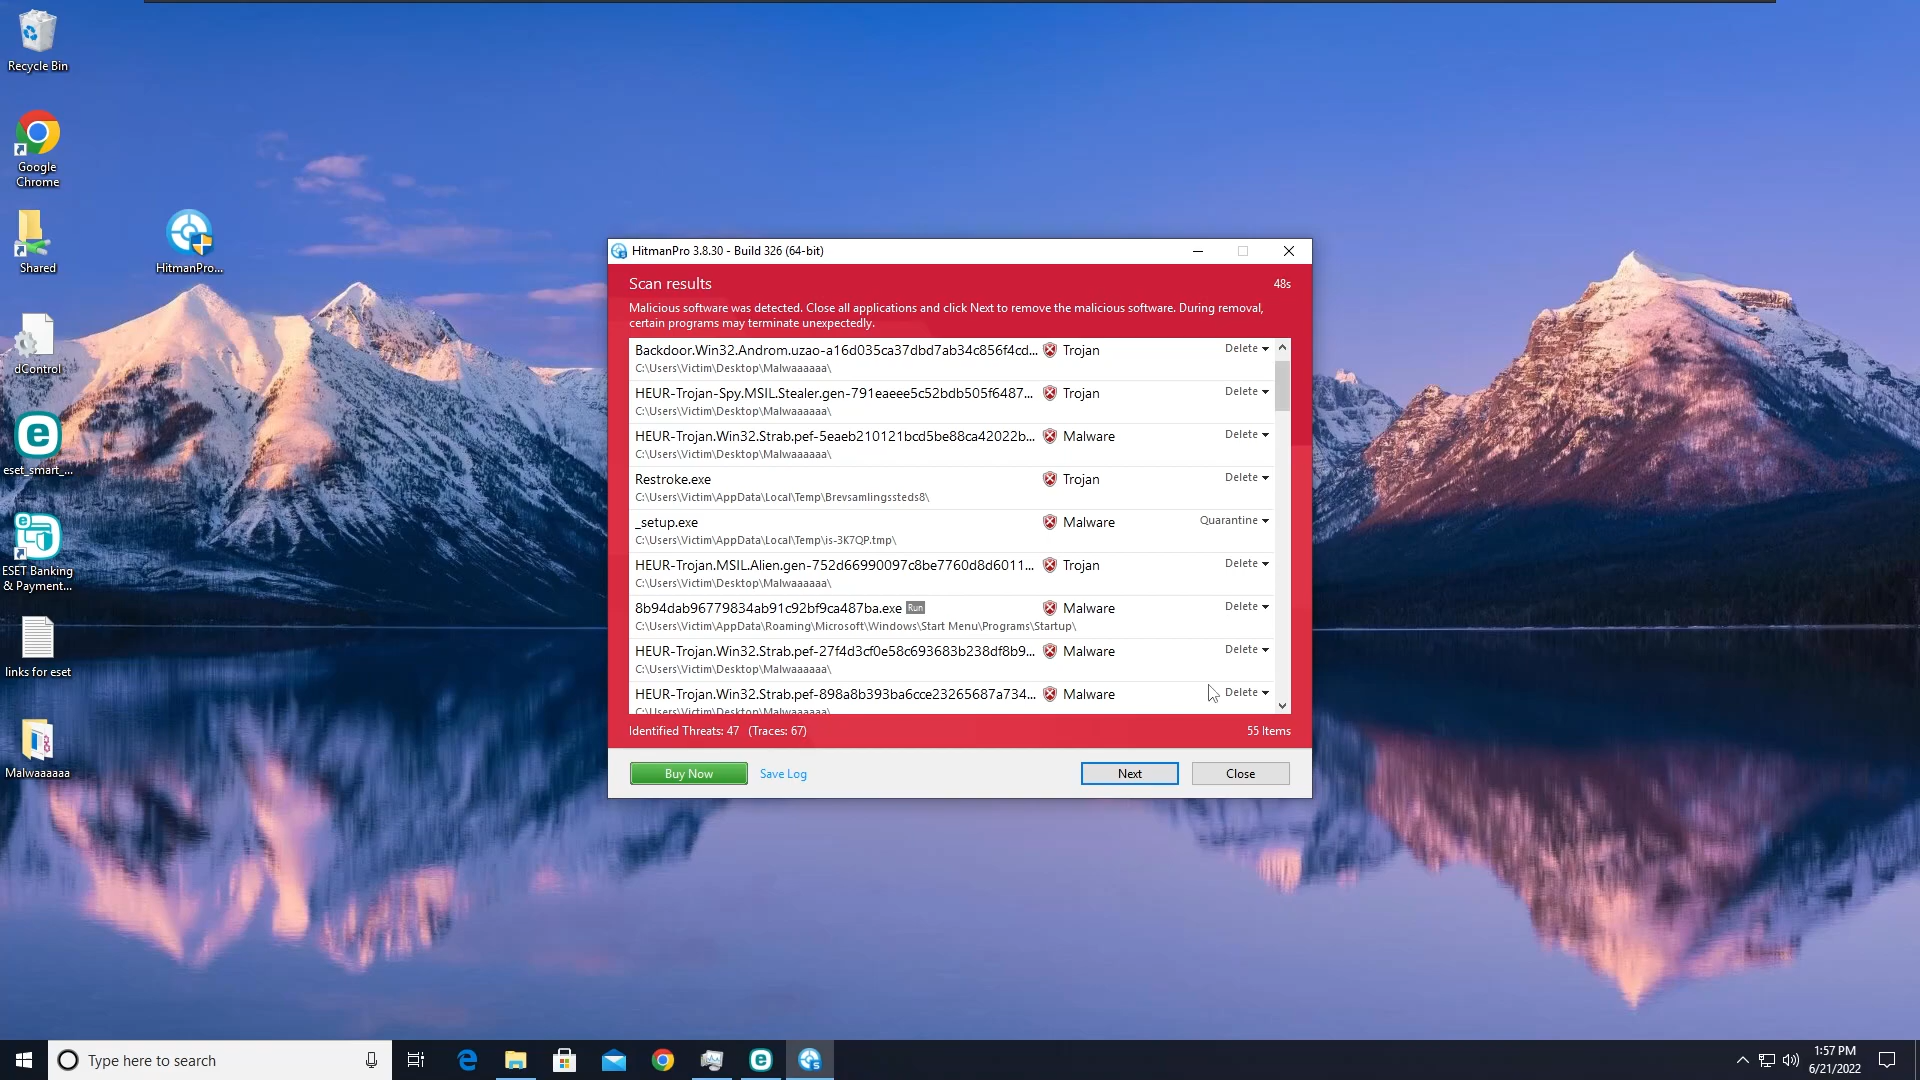 Recycle Bin
Google
Chrome
Shared
HitmanPro...
dControl
eset_smart_...
ESET Banking
& Payment...
links for eset
Malwaaaaaa
HitmanPro 3.8.30 - Build 326 (64-bit)
Scan results
48s
Malicious software was detected. Close all applications and click Next to remove the malicious software. During removal,
certain programs may terminate unexpectedly.
Backdoor.Win32.Androm.uzao-a16d035ca37dbd7ab34c856f4cd... Trojan Delete
C:\Users\Victim\Desktop\Malwaaaaaa\
HEUR-Trojan-Spy.MSIL.Stealer.gen-791eaeee5c52bdb505f6487... Trojan Delete
C:\Users\Victim\Desktop\Malwaaaaaa\
HEUR-Trojan.Win32.Strab.pef-5eaeb210121bcd5be88ca42022b... Malware Delete
C:\Users\Victim\Desktop\Malwaaaaaa\
Restroke.exe Trojan Delete
C:\Users\Victim\AppData\Local\Temp\Brevsamlingssteds8\
_setup.exe Malware Quarantine
C:\Users\Victim\AppData\Local\Temp\is-3K7QP.tmp\
HEUR-Trojan.MSIL.Alien.gen-752d66990097c8be7760d8d6011... Trojan Delete
C:\Users\Victim\Desktop\Malwaaaaaa\
8b94dab96779834ab91c92bf9ca487ba.exe Run Malware Delete
C:\Users\Victim\AppData\Roaming\Microsoft\Windows\Start Menu\Programs\Startup\
HEUR-Trojan.Win32.Strab.pef-27f4d3cf0e58c693683b238df8b9... Malware Delete
C:\Users\Victim\Desktop\Malwaaaaaa\
HEUR-Trojan.Win32.Strab.pef-898a8b393ba6cce23265687a734... Malware Delete
C:\Users\Victim\Desktop\Malwaaaaaa\
Identified Threats: 47 (Traces: 67)
55 Items
Buy Now
Save Log
Next
Close
Type here to search
1:57 PM
6/21/2022